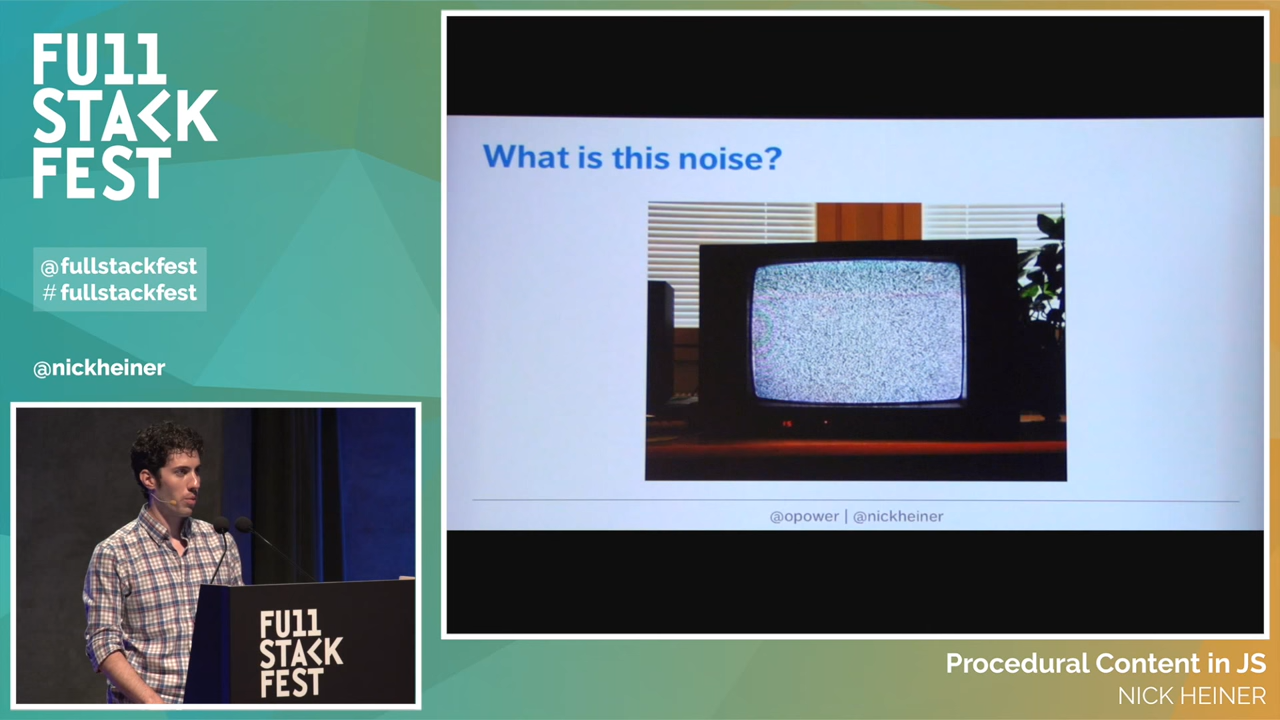 FU11
STACK
FEST
@fullstackfest
# fullstackfest
@nickheiner
What is this noise?
@opower | @nickheiner
FU11
STACK
FEST
Procedural Content in JS
NICK HEINER